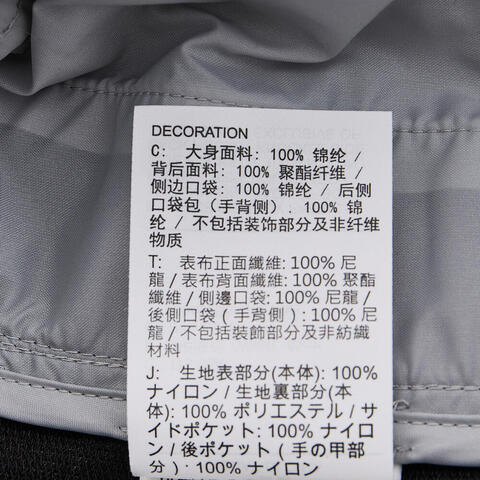 DECORATION
C: 大身面料: 100% 锦纶 /
背后面料: 100% 聚酯纤维 /
侧边口袋: 100% 锦纶 / 后侧
口袋包（手背侧）. 100% 锦
纶 / 不包括装饰部分及非纤维
物质
T: 表布正面纖維: 100% 尼
龍 / 表布背面纖維: 100% 聚酯
纖維 / 側邊口袋: 100% 尼龍 /
後側口袋（手背側）: 100% 尼
龍 / 不包括裝飾部分及非紡織
材料
J: 生地表部分(本体): 100%
ナイロン / 生地裏部分(本
体): 100% ポリエステル / サ
イドポケット: 100% ナイロ
ン / 後ポケット（手の甲部
分）: 100% ナイロン